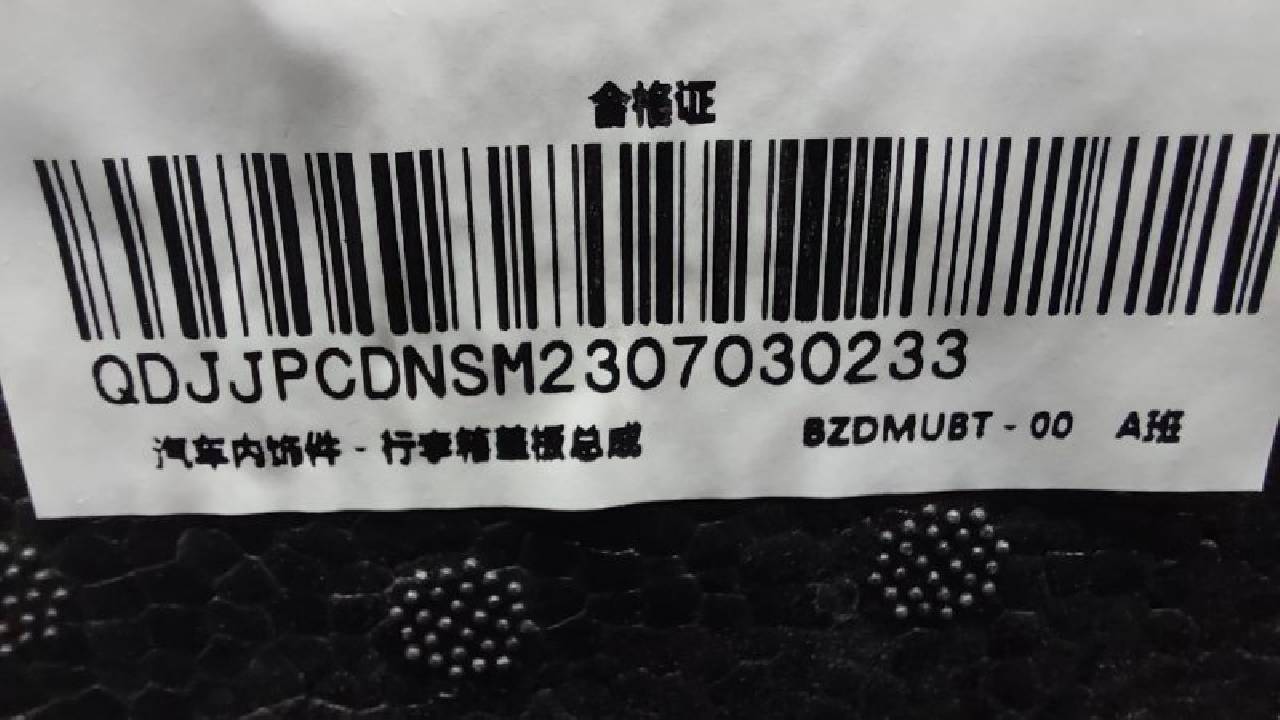 合格证
QDJJPCDNSM2307030233
汽车内饰件 - 行李箱盖板总成 BZDMUBT - 00 A班